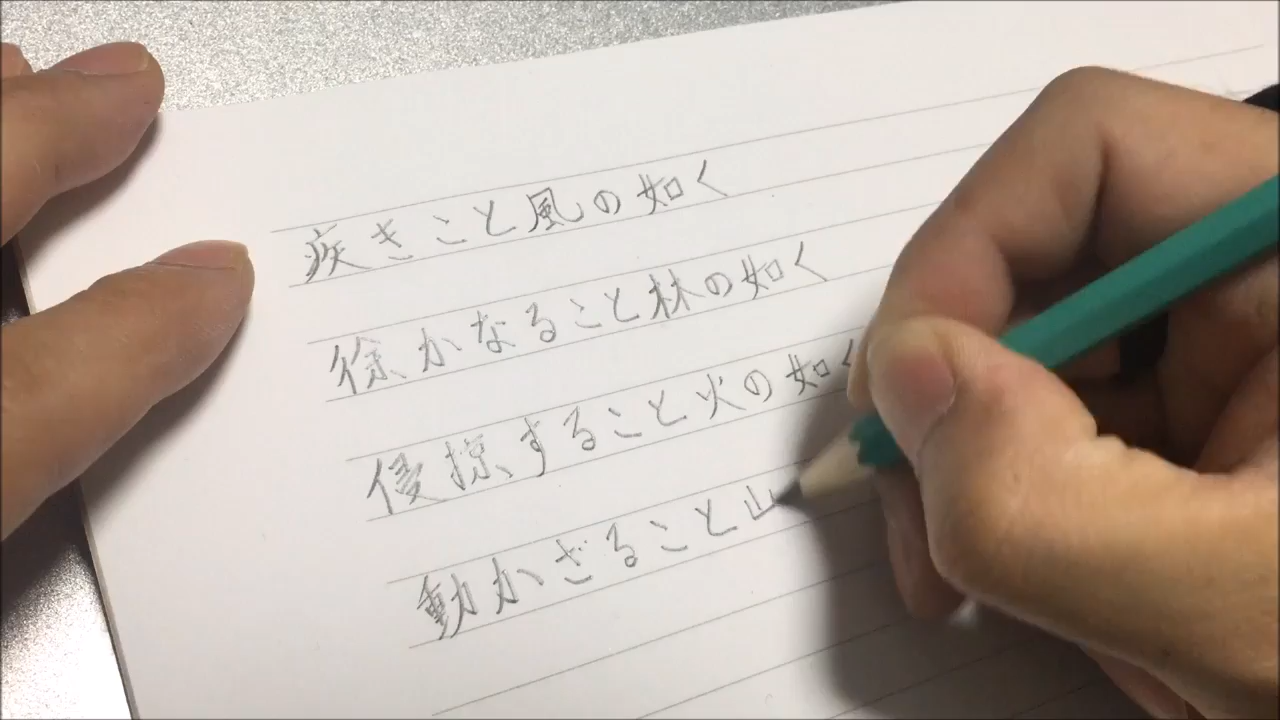 疾きこと風の如く
徐かなること林の如く
侵掠すること火の如く
動かざること山